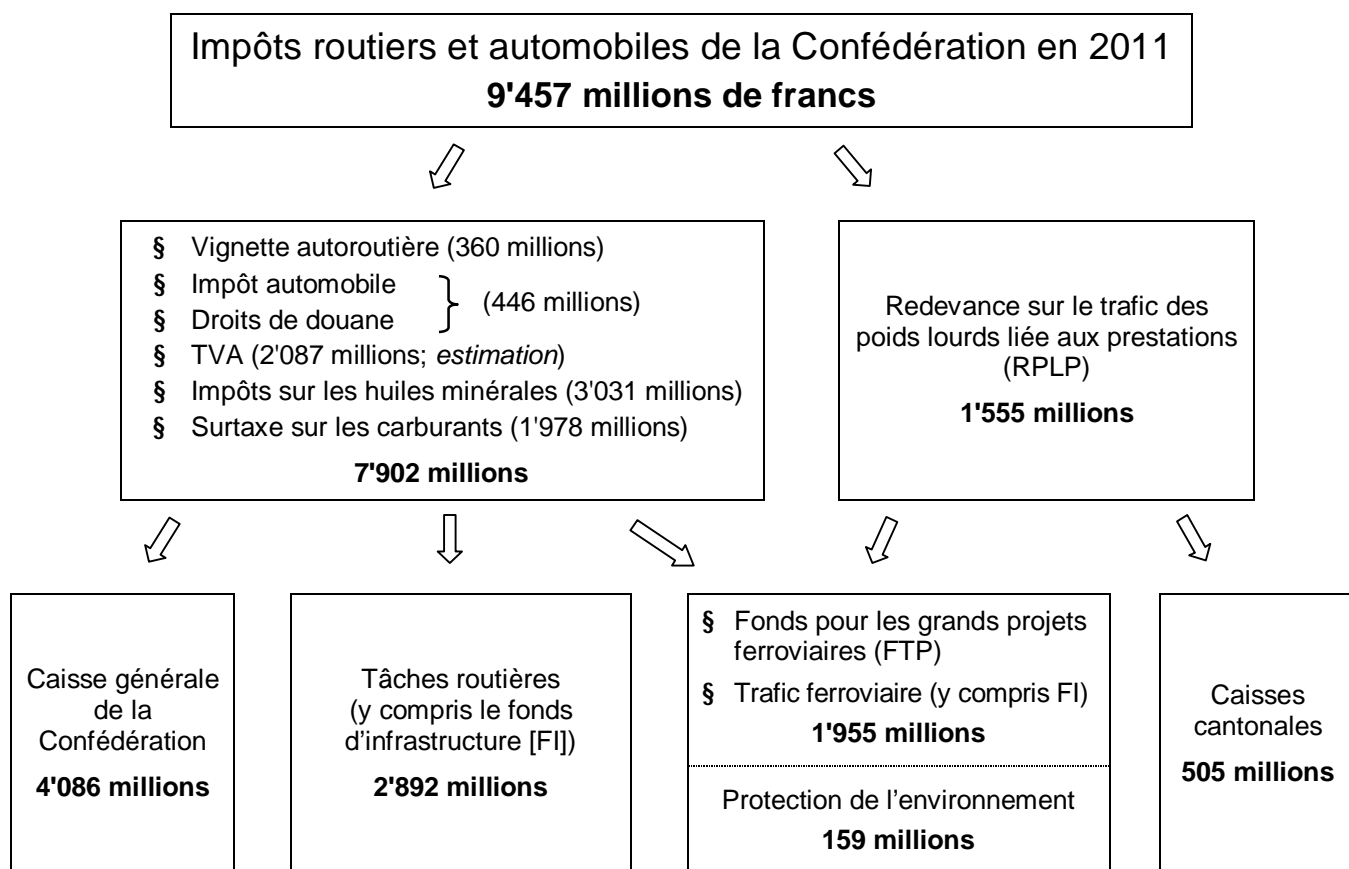 Impôts routiers et automobiles de la Confédération en 2011
9'457 millions de francs
§ Vignette autoroutière (360 millions)
§ Impôt automobile
§ Droits de douane
(446 millions)
§ TVA (2'087 millions; estimation)
§ Impôts sur les huiles minérales (3'031 millions)
§ Surtaxe sur les carburants (1'978 millions)
7'902 millions
Redevance sur le trafic des
poids lourds liée aux prestations
(RPLP)
1'555 millions
Caisse générale
de la
Confédération
4'086 millions
Tâches routières
(y compris le fonds
d'infrastructure [FI])
2'892 millions
§ Fonds pour les grands projets
ferroviaires (FTP)
§ Trafic ferroviaire (y compris FI)
1'955 millions
Protection de l'environnement
159 millions
Caisses
cantonales
505 millions